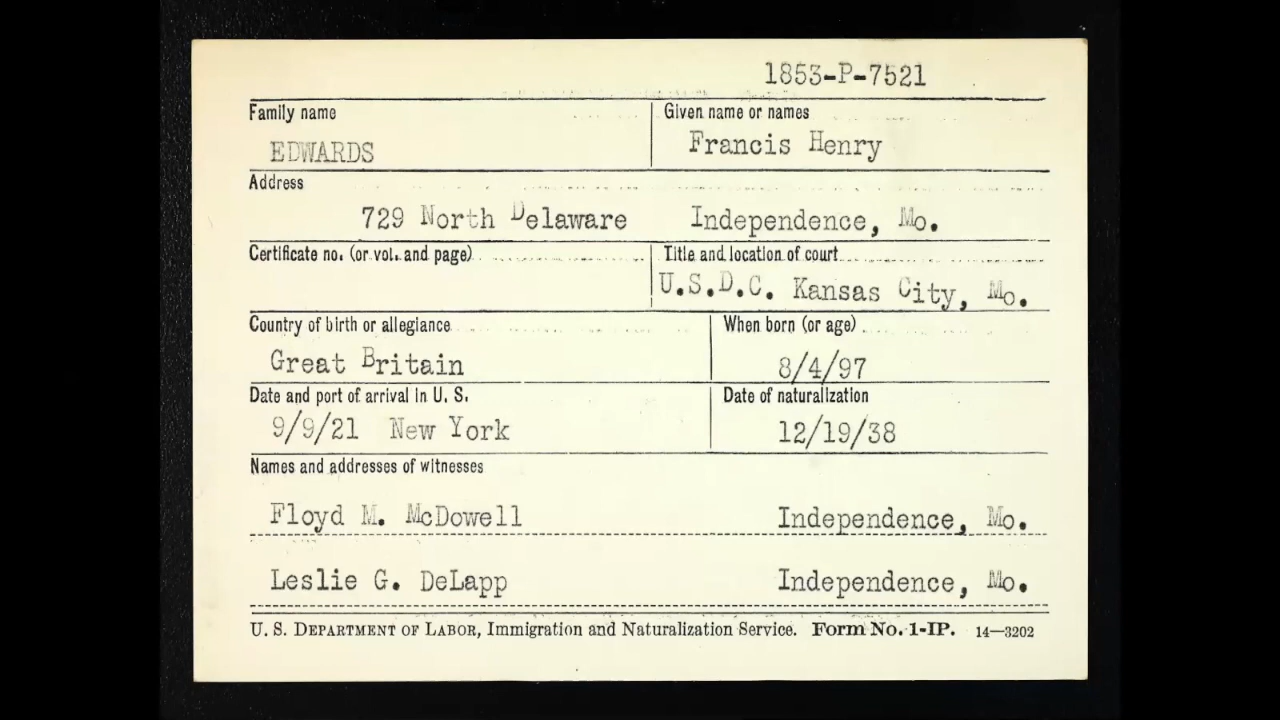 1853-P-7521
Family name Given name or names
EDWARDS Francis Henry
Address
729 North Delaware Independence, Mo.
Certificate no. (or vol. and page) Title and location of court
U.S.D.C. Kansas City, Mo.
Country of birth or allegiance When born (or age)
Great Britain 8/4/97
Date and port of arrival in U. S. Date of naturalization
9/9/21 New York 12/19/38
Names and addresses of witnesses
Floyd M. McDowell Independence, Mo.
Leslie G. DeLapp Independence, Mo.
U. S. DEPARTMENT OF LABOR, Immigration and Naturalization Service. Form No. 1-IP. 14—3202